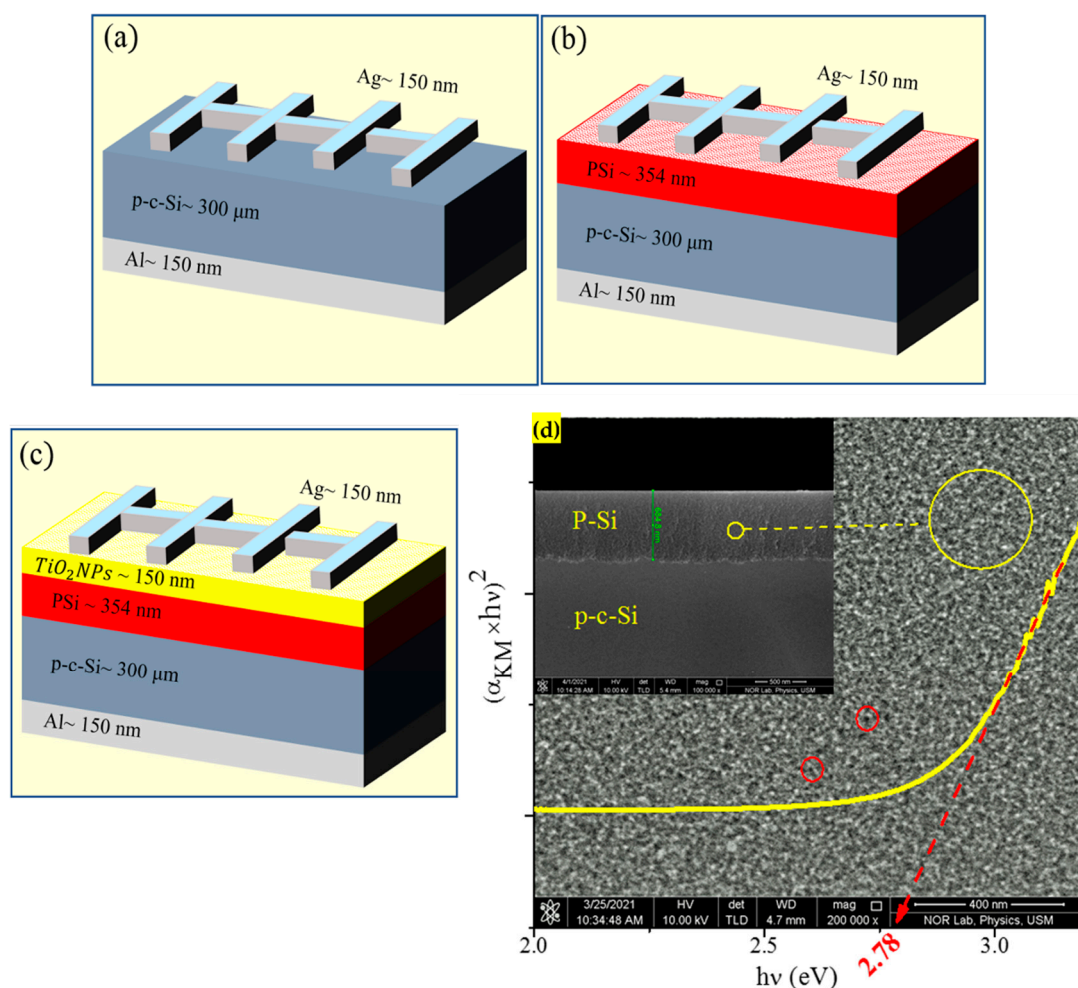 (a)
Ag~ 150 nm
p-c-Si~ 300 μm
Al~ 150 nm
(b)
Ag~ 150 nm
PSi ~ 354 nm
p-c-Si~ 300 μm
Al~ 150 nm
(c)
Ag~ 150 nm
TiO₂NPs ~ 150 nm
PSi ~ 354 nm
p-c-Si~ 300 μm
Al~ 150 nm
(d)
P-Si
p-c-Si
4/1/2021 HV det WD mag □ 500 nm
10:14:28 AM 10.00 kV TLD 5.4 mm 100 000 x NOR Lab, Physics, USM
(α_KM×hν)²
3/25/2021 HV det WD mag □ 400 nm
10:34:48 AM 10.00 kV TLD 4.7 mm 200 000 x NOR Lab, Physics, USM
2.0 2.5 3.0
2.78
hν (eV)